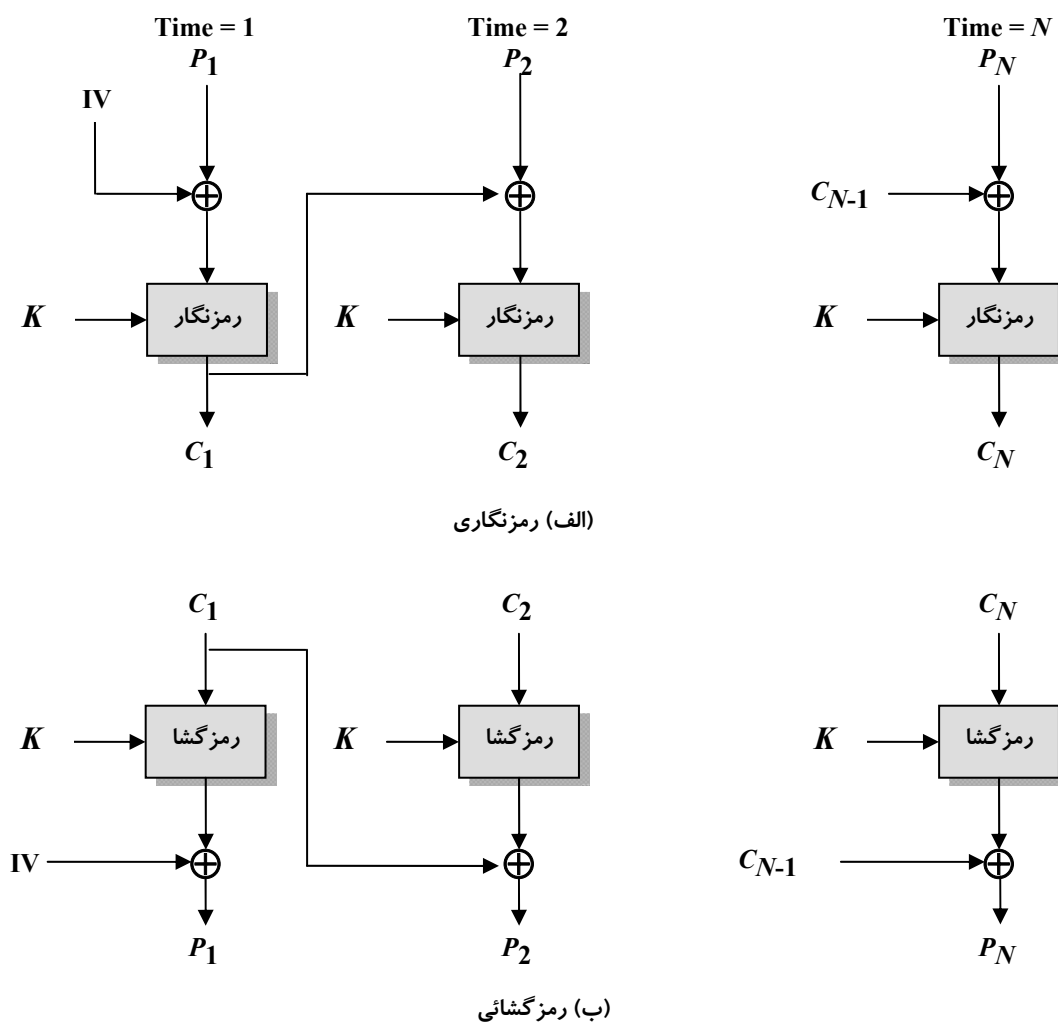 Time = 1 Time = 2 Time = N
P1 P2 PN
IV
CN-1
K رمزنگار K رمزنگار K رمزنگار
C1 C2 CN
(الف) رمزنگاری
C1 C2 CN
K رمزگشا K رمزگشا K رمزگشا
IV CN-1
P1 P2 PN
(ب) رمزگشائی